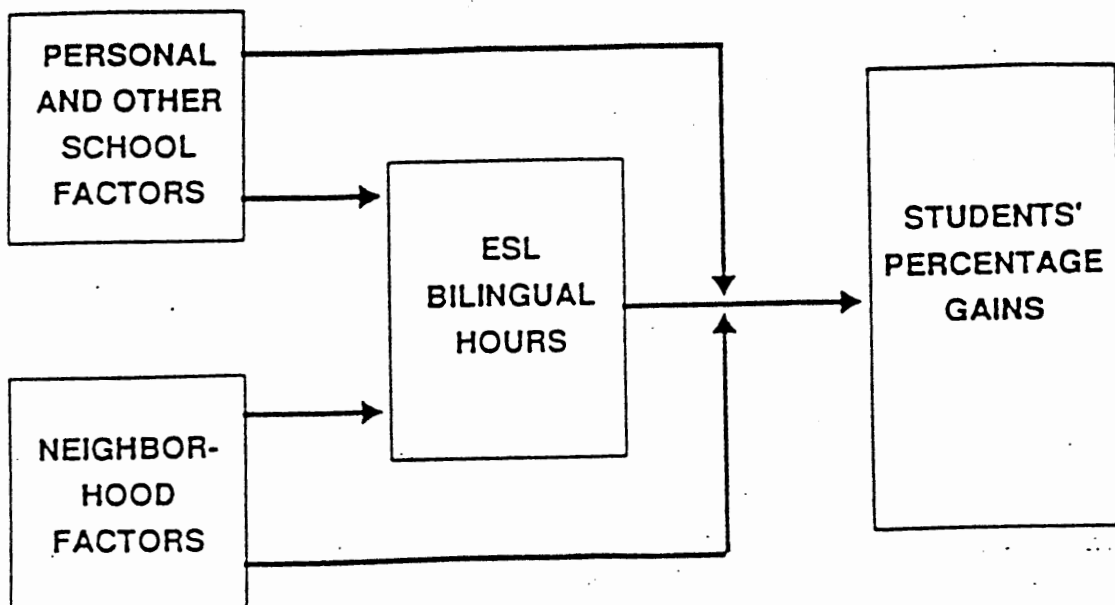 PERSONAL
AND OTHER
SCHOOL
FACTORS
ESL
BILINGUAL
HOURS
STUDENTS'
PERCENTAGE
GAINS
NEIGHBOR-
HOOD
FACTORS